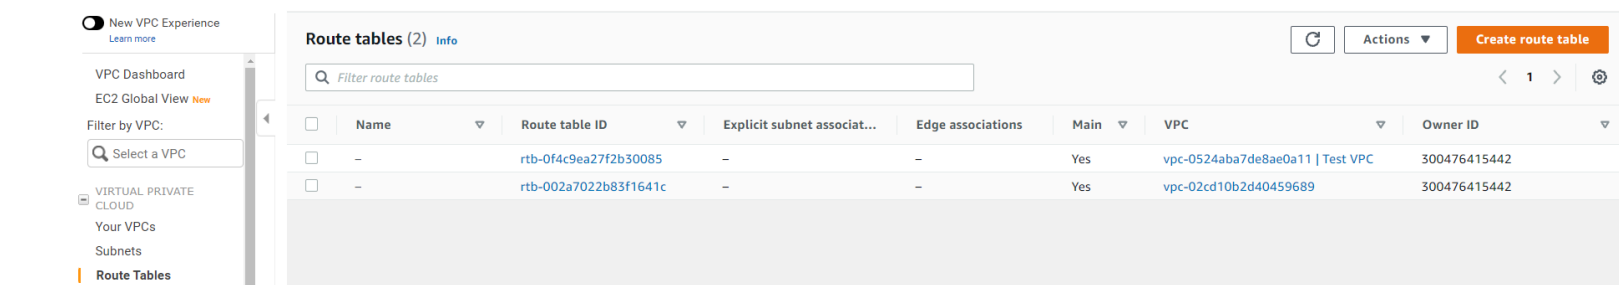 New VPC Experience
Learn more
VPC Dashboard
EC2 Global View New
Filter by VPC:
Select a VPC
VIRTUAL PRIVATE
CLOUD
Your VPCs
Subnets
Route Tables
Route tables (2) Info
Actions
Create route table
Filter route tables
1
Name Route table ID Explicit subnet associat... Edge associations Main VPC Owner ID
– rtb-0f4c9ea27f2b30085 – – Yes vpc-0524aba7de8ae0a11 | Test VPC 300476415442
– rtb-002a7022b83f1641c – – Yes vpc-02cd10b2d40459689 300476415442